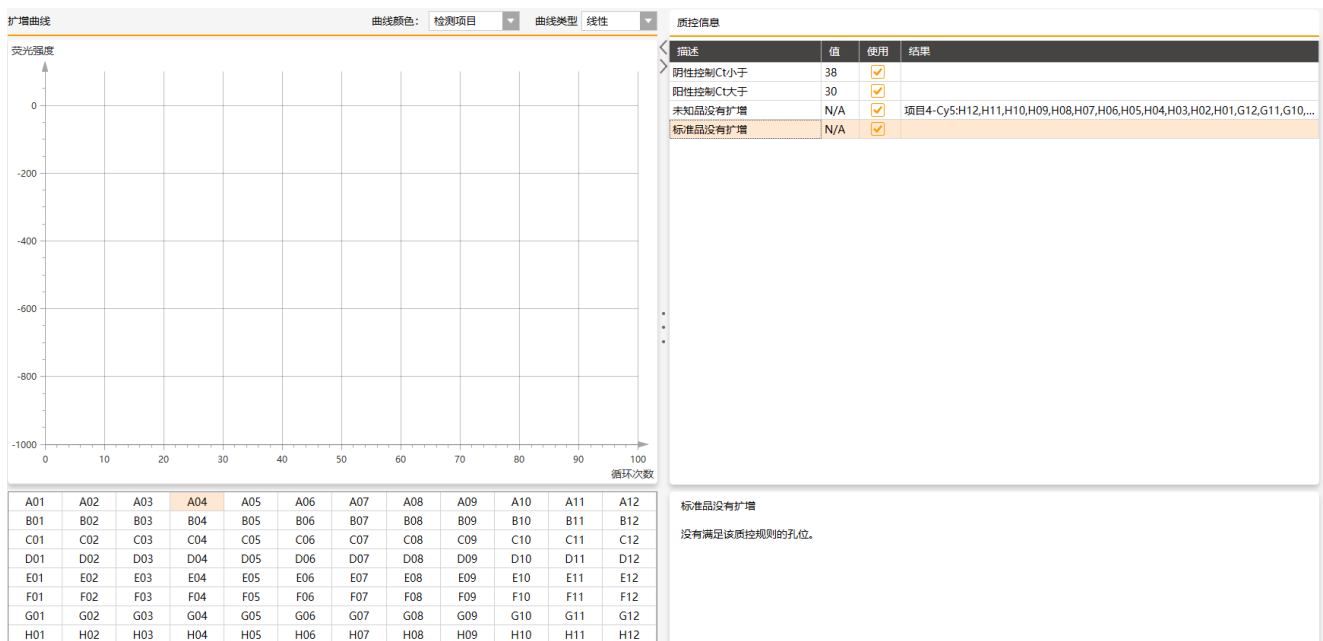 扩增曲线 曲线颜色： 检测项目 曲线类型 线性
荧光强度
0
-200
-400
-600
-800
-1000
0 10 20 30 40 50 60 70 80 90 100
循环次数
A01 A02 A03 A04 A05 A06 A07 A08 A09 A10 A11 A12
B01 B02 B03 B04 B05 B06 B07 B08 B09 B10 B11 B12
C01 C02 C03 C04 C05 C06 C07 C08 C09 C10 C11 C12
D01 D02 D03 D04 D05 D06 D07 D08 D09 D10 D11 D12
E01 E02 E03 E04 E05 E06 E07 E08 E09 E10 E11 E12
F01 F02 F03 F04 F05 F06 F07 F08 F09 F10 F11 F12
G01 G02 G03 G04 G05 G06 G07 G08 G09 G10 G11 G12
H01 H02 H03 H04 H05 H06 H07 H08 H09 H10 H11 H12
质控信息
描述 值 使用 结果
阴性控制Ct小于 38
阳性控制Ct大于 30
未知品没有扩增 N/A 项目4-Cy5:H12,H11,H10,H09,H08,H07,H06,H05,H04,H03,H02,H01,G12,G11,G10,...
标准品没有扩增 N/A
标准品没有扩增
没有满足该质控规则的孔位。